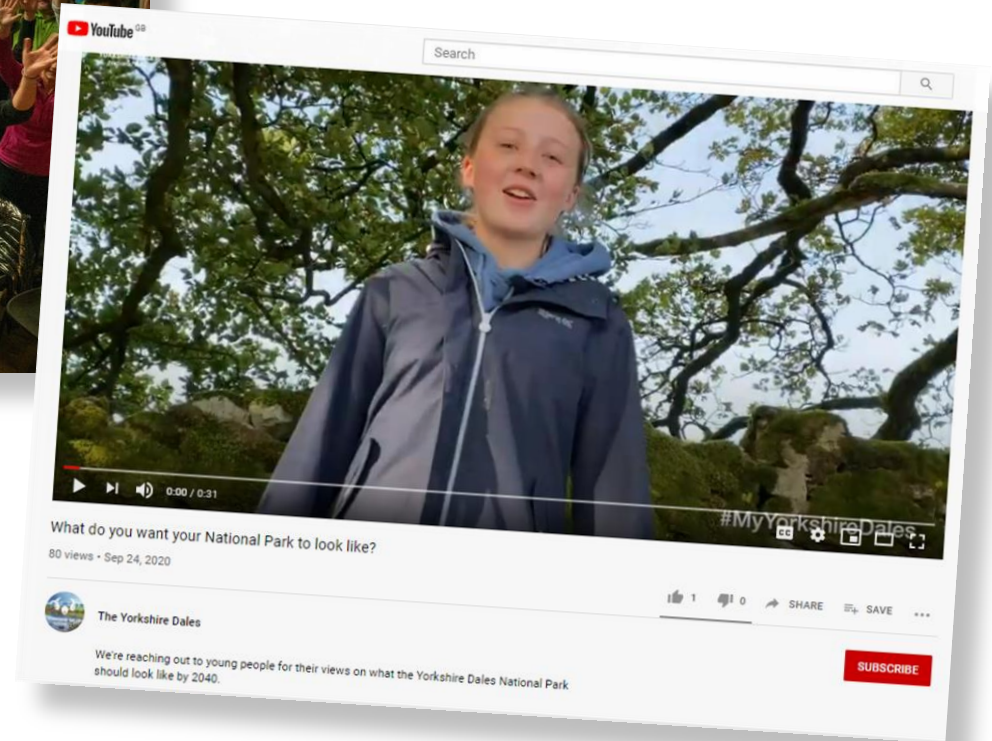 YouTube GB
Search
0:00 / 0:31
#MyYorkshireDales
CC
What do you want your National Park to look like?
80 views • Sep 24, 2020
1
0
SHARE
SAVE
The Yorkshire Dales
SUBSCRIBE
We're reaching out to young people for their views on what the Yorkshire Dales National Park
should look like by 2040.